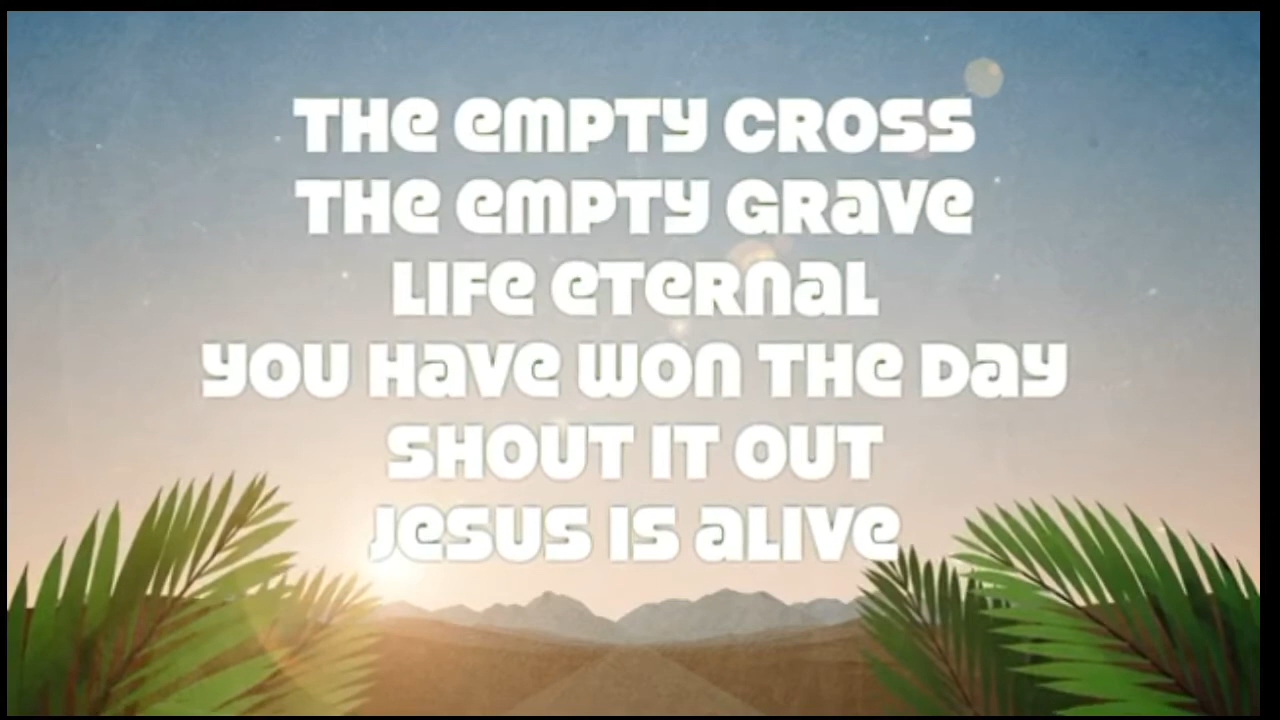 THE EMPTY CROSS
THE EMPTY GRAVE
LIFE ETERNAL
YOU HAVE WON THE DAY
SHOUT IT OUT
JESUS IS ALIVE